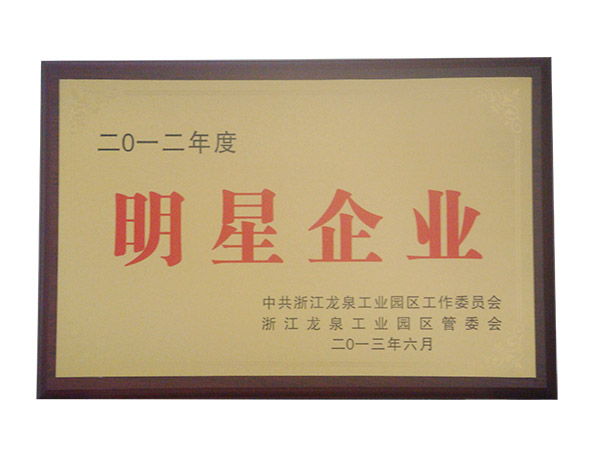 二0一二年度
明星企业
中共浙江龙泉工业园区工作委员会
浙江龙泉工业园区管委会
二0一三年六月